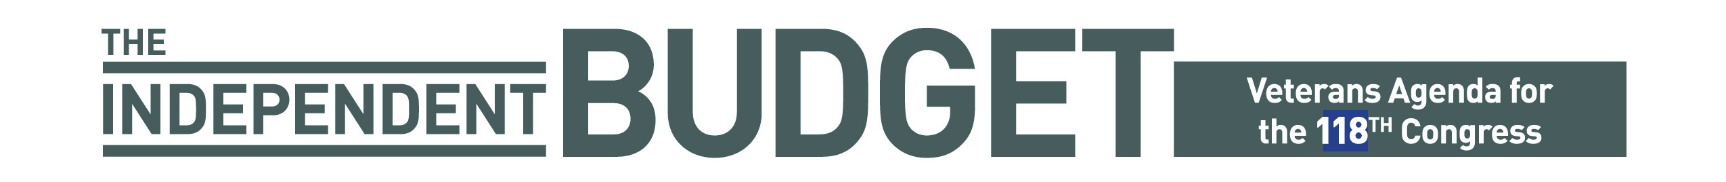 THE
INDEPENDENT
BUDGET
Veterans Agenda for
the 118TH Congress